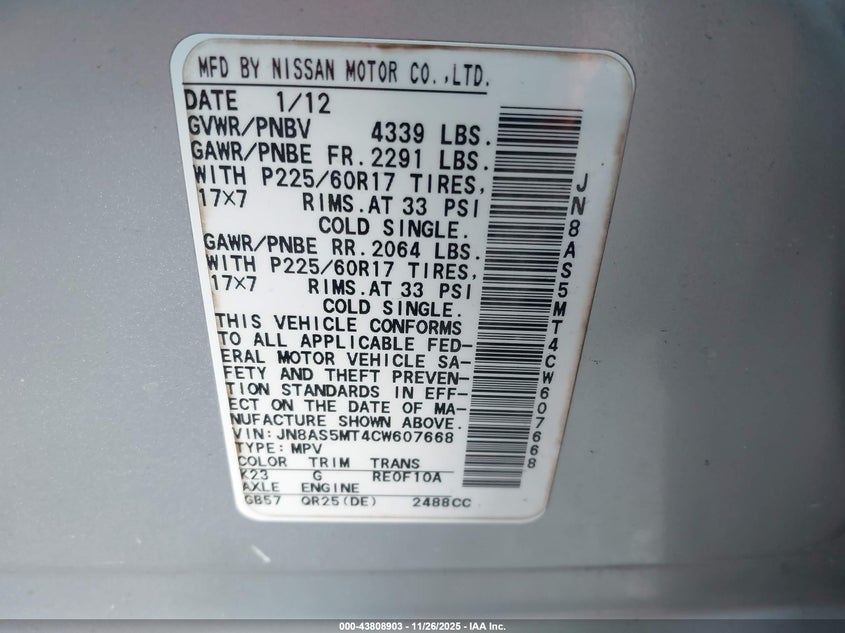 MFD BY NISSAN MOTOR CO.,LTD.
DATE 1/12
GVWR/PNBV 4339 LBS.
GAWR/PNBE FR.2291 LBS.
WITH P225/60R17 TIRES,
17×7 RIMS.AT 33 PSI
COLD SINGLE.
GAWR/PNBE RR.2064 LBS.
WITH P225/60R17 TIRES,
17×7 RIMS.AT 33 PSI
COLD SINGLE.
THIS VEHICLE CONFORMS
TO ALL APPLICABLE FED-
ERAL MOTOR VEHICLE SA-
FETY AND THEFT PREVEN-
TION STANDARDS IN EFF-
ECT ON THE DATE OF MA-
NUFACTURE SHOWN ABOVE.
VIN: JN8AS5MT4CW607668
TYPE: MPV
COLOR TRIM TRANS
K23 G RE0F10A
AXLE ENGINE
GB57 QR25(DE) 2488CC
JN8AS5MT4CW607668
000-43808903 — 11/26/2025 — IAA Inc.